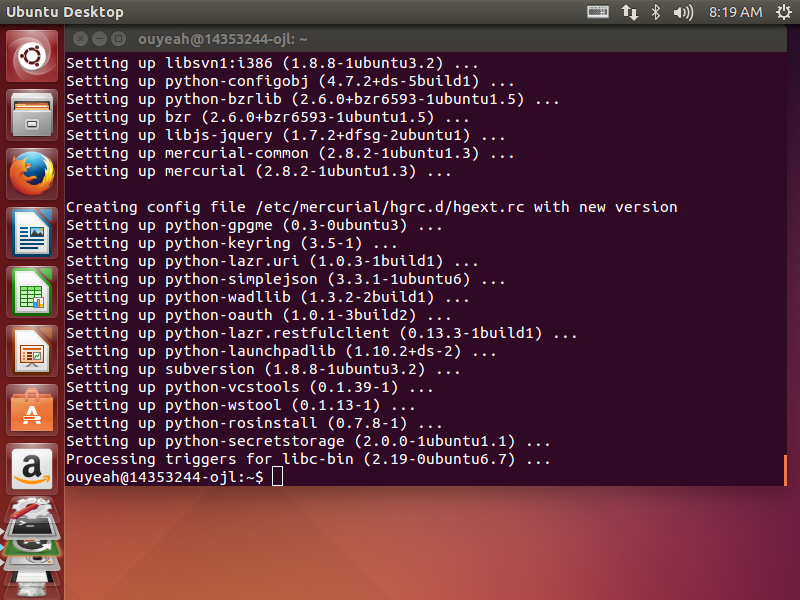 Ubuntu Desktop
8:19 AM
ouyeah@14353244-ojl: ~
Setting up libsvn1:i386 (1.8.8-1ubuntu3.2) ...
Setting up python-configobj (4.7.2+ds-5build1) ...
Setting up python-bzrlib (2.6.0+bzr6593-1ubuntu1.5) ...
Setting up bzr (2.6.0+bzr6593-1ubuntu1.5) ...
Setting up libjs-jquery (1.7.2+dfsg-2ubuntu1) ...
Setting up mercurial-common (2.8.2-1ubuntu1.3) ...
Setting up mercurial (2.8.2-1ubuntu1.3) ...
Creating config file /etc/mercurial/hgrc.d/hgext.rc with new version
Setting up python-gpgme (0.3-0ubuntu3) ...
Setting up python-keyring (3.5-1) ...
Setting up python-lazr.uri (1.0.3-1build1) ...
Setting up python-simplejson (3.3.1-1ubuntu6) ...
Setting up python-wadllib (1.3.2-2build1) ...
Setting up python-oauth (1.0.1-3build2) ...
Setting up python-lazr.restfulclient (0.13.3-1build1) ...
Setting up python-launchpadlib (1.10.2+ds-2) ...
Setting up subversion (1.8.8-1ubuntu3.2) ...
Setting up python-vcstools (0.1.39-1) ...
Setting up python-wstool (0.1.13-1) ...
Setting up python-rosinstall (0.7.8-1) ...
Setting up python-secretstorage (2.0.0-1ubuntu1.1) ...
Processing triggers for libc-bin (2.19-0ubuntu6.7) ...
ouyeah@14353244-ojl:~$